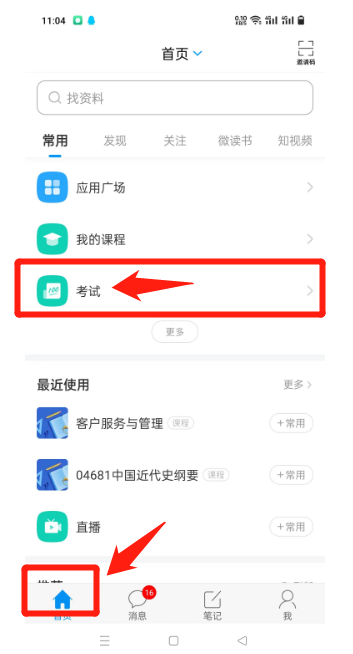 11:04
首页
邀请码
找资料
常用 发现 关注 微读书 知视频
应用广场
我的课程
100
考试
更多
最近使用 更多
客户服务与管理 课程 +常用
04681中国近代史纲要 课程 +常用
直播 +常用
16
首页 消息 笔记 我